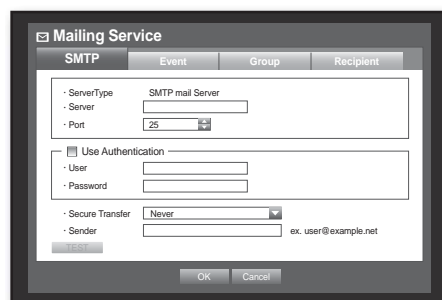 Mailing Service
SMTP Event Group Recipient
· ServerType SMTP mail Server
· Server
· Port 25
Use Authentication
· User
· Password
· Secure Transfer Never
· Sender ex. user@example.net
TEST
OK Cancel